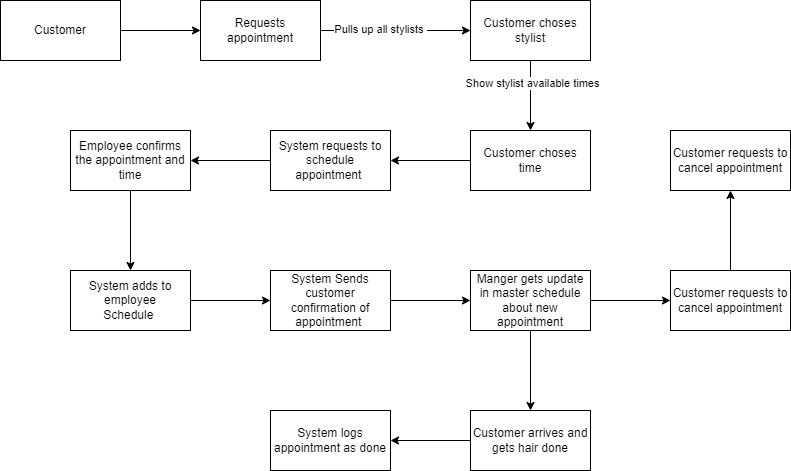 Customer
Requests
appointment
Pulls up all stylists
Customer choses
stylist
Show stylist available times
Employee confirms
the appointment and
time
System requests to
schedule
appointment
Customer choses
time
Customer requests to
cancel appointment
System adds to
employee
Schedule
System Sends
customer
confirmation of
appointment
Manger gets update
in master schedule
about new
appointment
Customer requests to
cancel appointment
System logs
appointment as done
Customer arrives and
gets hair done